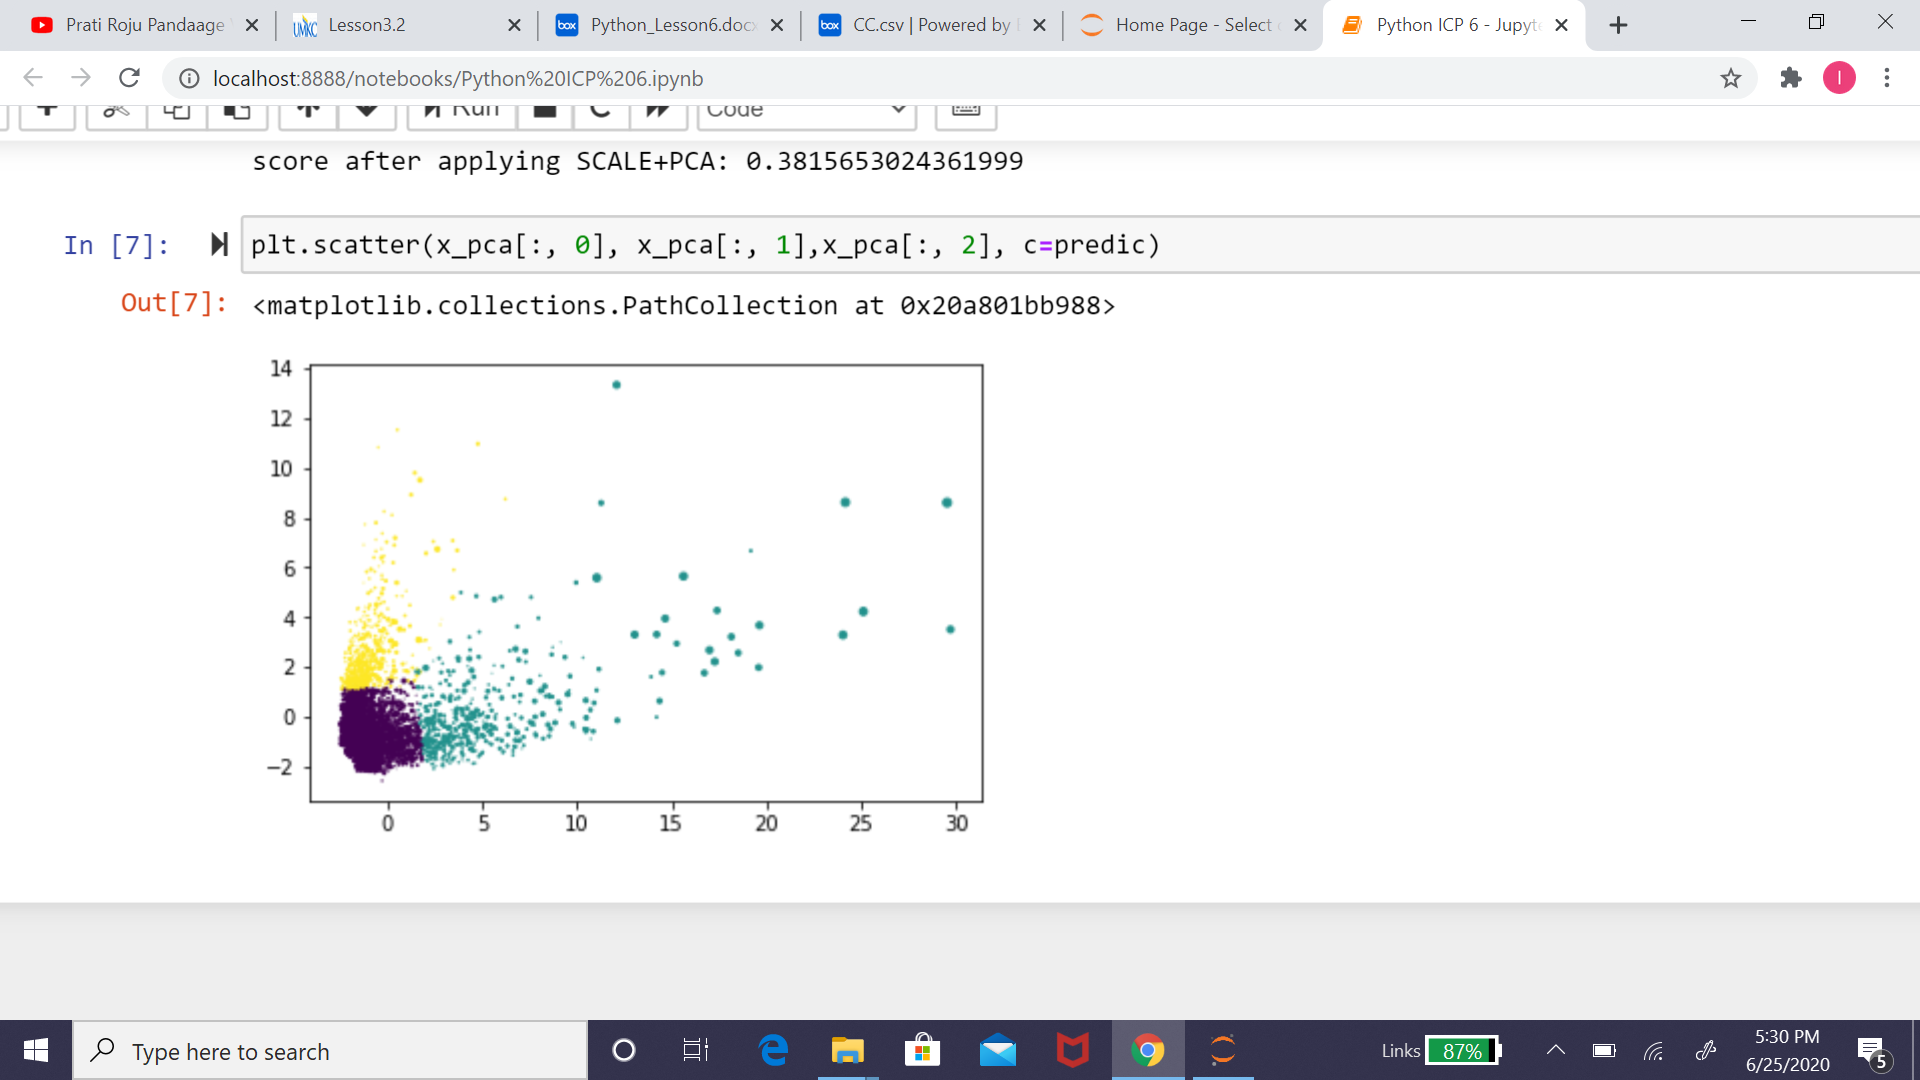 Prati Roju Pandaage
Lesson3.2
UMKC
box
Python_Lesson6.docx
box
CC.csv | Powered by
Home Page - Select
Python ICP 6 - Jupyt
localhost:8888/notebooks/Python%20ICP%206.ipynb
I
Run
Code
score after applying SCALE+PCA: 0.3815653024361999
In [7]:
plt.scatter(x_pca[:, 0], x_pca[:, 1],x_pca[:, 2], c=predic)
Out[7]:
<matplotlib.collections.PathCollection at 0x20a801bb988>
14
12
10
8
6
4
2
0
−2
0 5 10 15 20 25 30
Type here to search
Links
87%
5:30 PM
6/25/2020
5